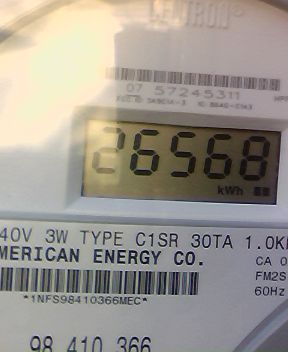 CENTRON®
07 57245311
26568
kWh
40V 3W TYPE C1SR 30TA 1.0K
MERICAN ENERGY CO.
CA 0
FM2S
60Hz
*1NFS98410366MEC*
98 410 366